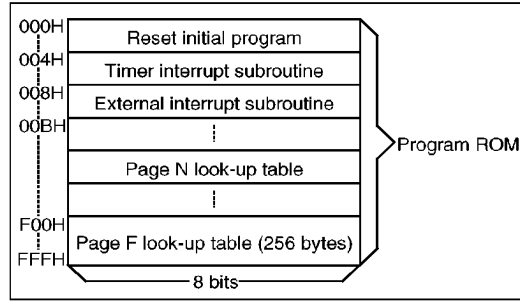 000H
Reset initial program
004H
Timer interrupt subroutine
008H
External interrupt subroutine
00BH
Program ROM
Page N look-up table
F00H
Page F look-up table (256 bytes)
FFFH
8 bits